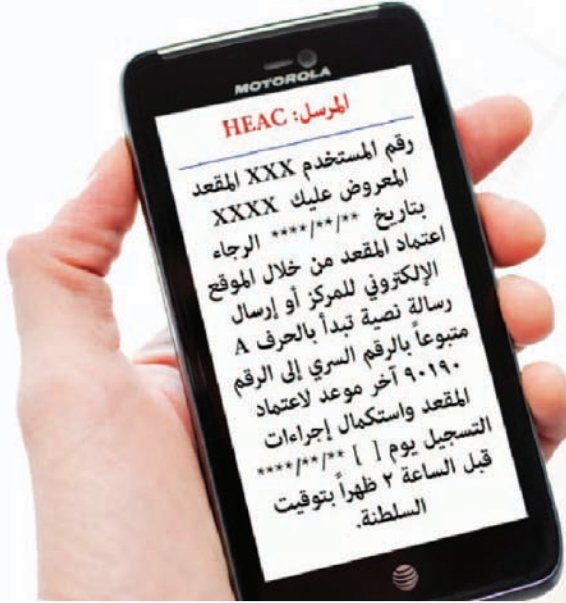 MOTOROLA
المرسل: HEAC
رقم المستخدم XXX المقعد
المعروض عليك XXXX
بتاريخ **/**/**** الرجاء
اعتماد المقعد من خلال الموقع
الإلكتروني للمركز أو إرسال
رسالة نصية تبدأ بالحرف A
متبوعاً بالرقم السري إلى الرقم
٩٠١٩٠ آخر موعد لاعتماد
المقعد واستكمال إجراءات
التسجيل يوم [ ] **/**/****
قبل الساعة ٢ ظهراً بتوقيت
السلطنة.